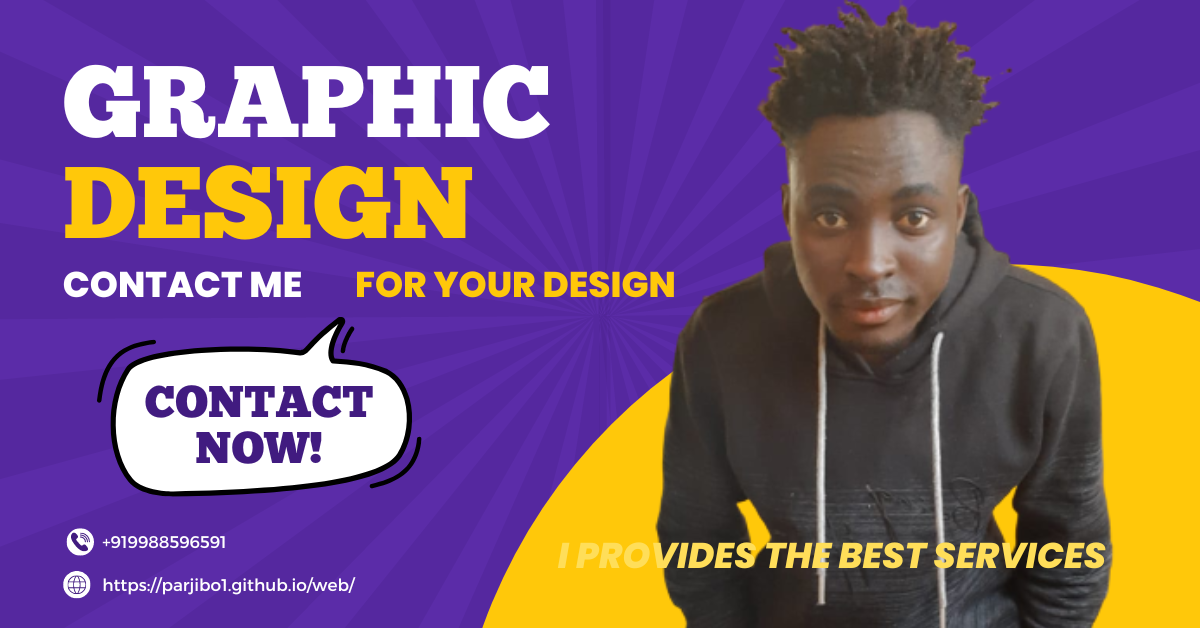 GRAPHIC
DESIGN
CONTACT ME FOR YOUR DESIGN
CONTACT
NOW!
+919988596591
https://parjibo1.github.io/web/
I PROVIDES THE BEST SERVICES